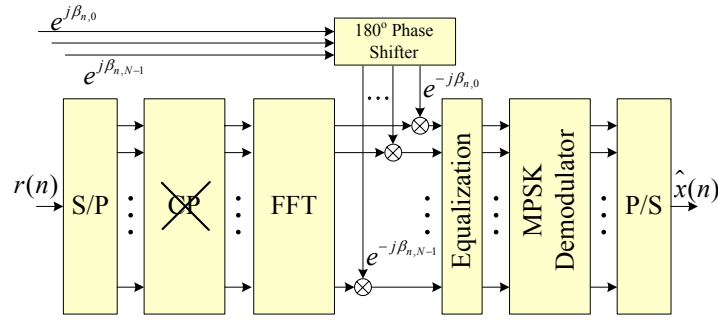 e^{jβ_{n,0}}
e^{jβ_{n,N-1}}
180° Phase
Shifter
e^{-jβ_{n,0}}
...
r(n)
S/P
CP
FFT
e^{-jβ_{n,N-1}}
Equalization
MPSK
Demodulator
P/S
x̂(n)